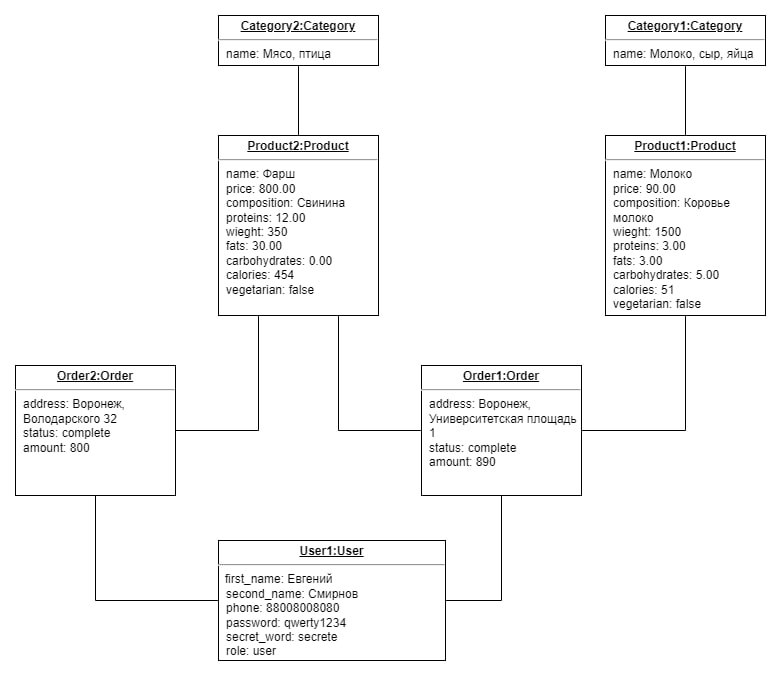 Category2:Category
name: Мясо, птица
Category1:Category
name: Молоко, сыр, яйца
Product2:Product
name: Фарш
price: 800.00
composition: Свинина
proteins: 12.00
wieght: 350
fats: 30.00
carbohydrates: 0.00
calories: 454
vegetarian: false
Product1:Product
name: Молоко
price: 90.00
composition: Коровье
молоко
wieght: 1500
proteins: 3.00
fats: 3.00
carbohydrates: 5.00
calories: 51
vegetarian: false
Order2:Order
address: Воронеж,
Володарского 32
status: complete
amount: 800
Order1:Order
address: Воронеж,
Университетская площадь
1
status: complete
amount: 890
User1:User
first_name: Евгений
second_name: Смирнов
phone: 88008008080
password: qwerty1234
secret_word: secrete
role: user